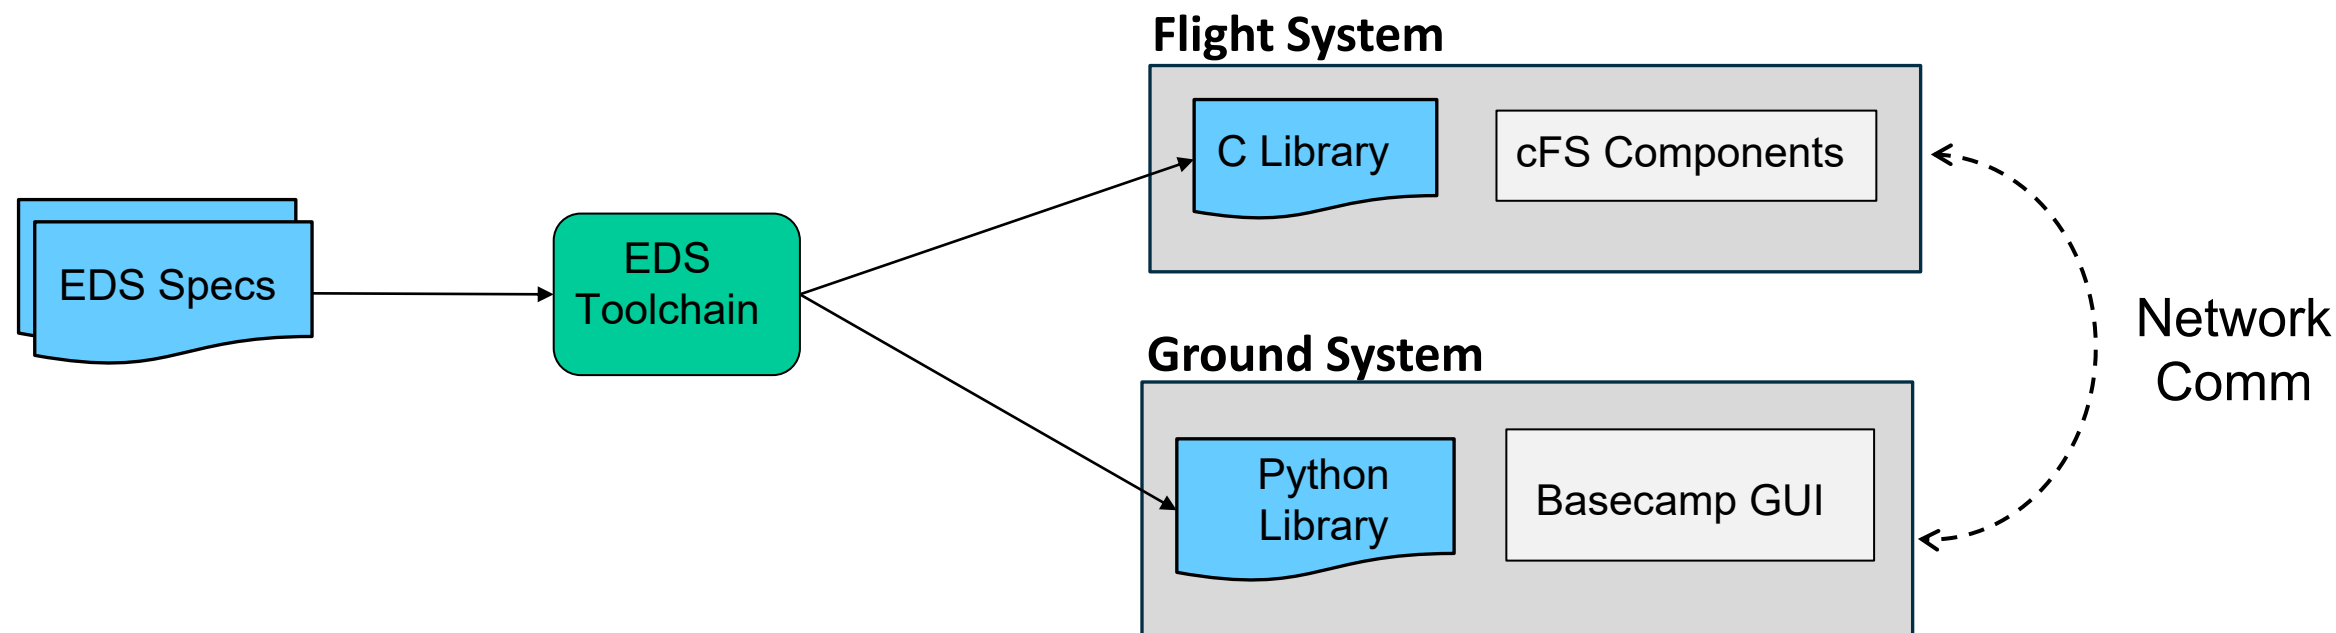 Flight System
C Library
cFS Components
EDS Specs
EDS
Toolchain
Network
Comm
Ground System
Python
Library
Basecamp GUI